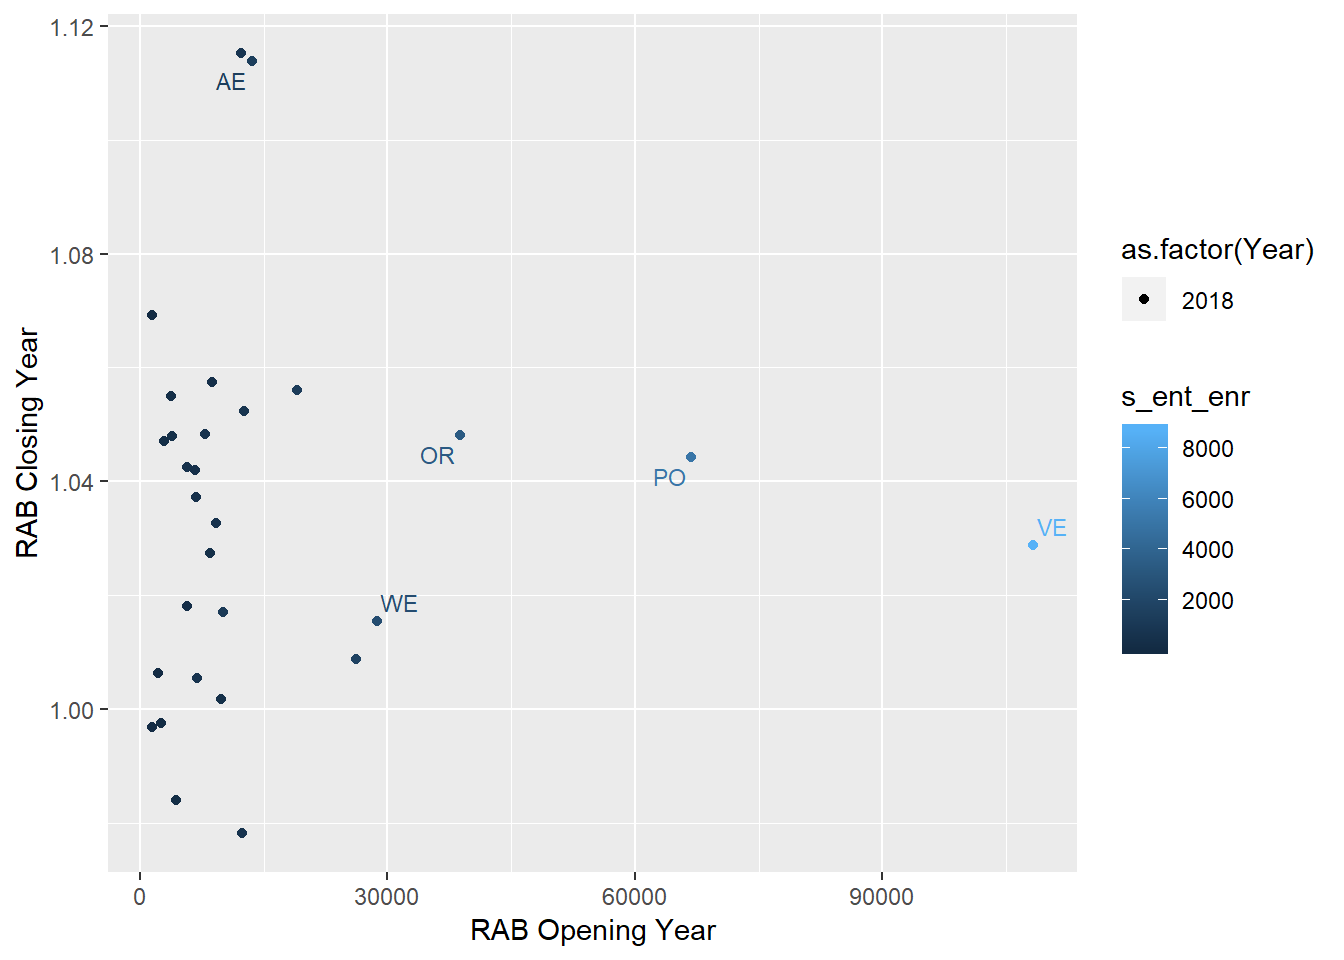 1.12
1.08
1.04
1.00
RAB Closing Year
AE
OR
PO
VE
WE
0
30000
60000
90000
RAB Opening Year
as.factor(Year)
2018
s_ent_enr
8000
6000
4000
2000